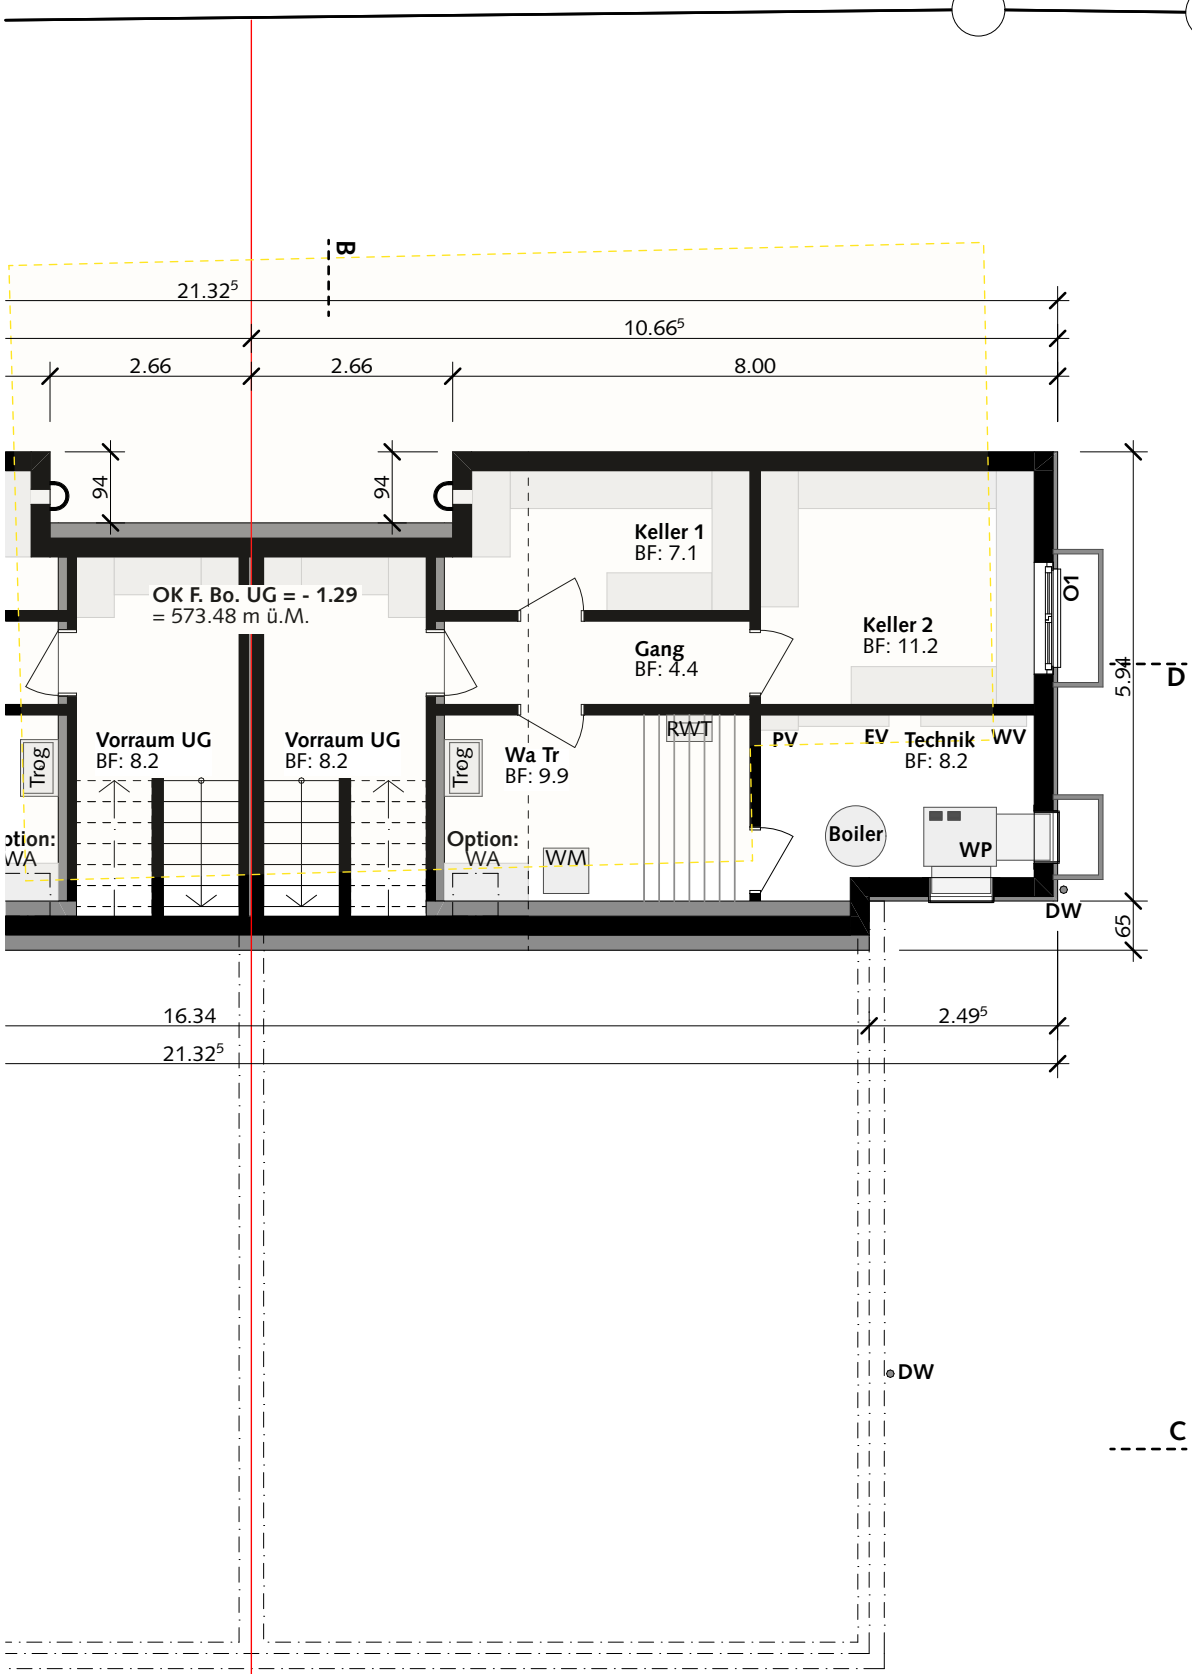 B
21.32⁵
10.66⁵
2.66
2.66
8.00
94
94
Keller 1
BF: 7.1
OK F. Bo. UG = - 1.29
= 573.48 m ü.M.
O1
Keller 2
BF: 11.2
Gang
BF: 4.4
5.94
D
Vorraum UG
BF: 8.2
Vorraum UG
BF: 8.2
Trog
Trog
Wa Tr
BF: 9.9
RWT
PV
EV
Technik
BF: 8.2
WV
ption:
WA
Option:
WA
WM
Boiler
WP
DW
65
16.34
2.49⁵
21.32⁵
DW
C